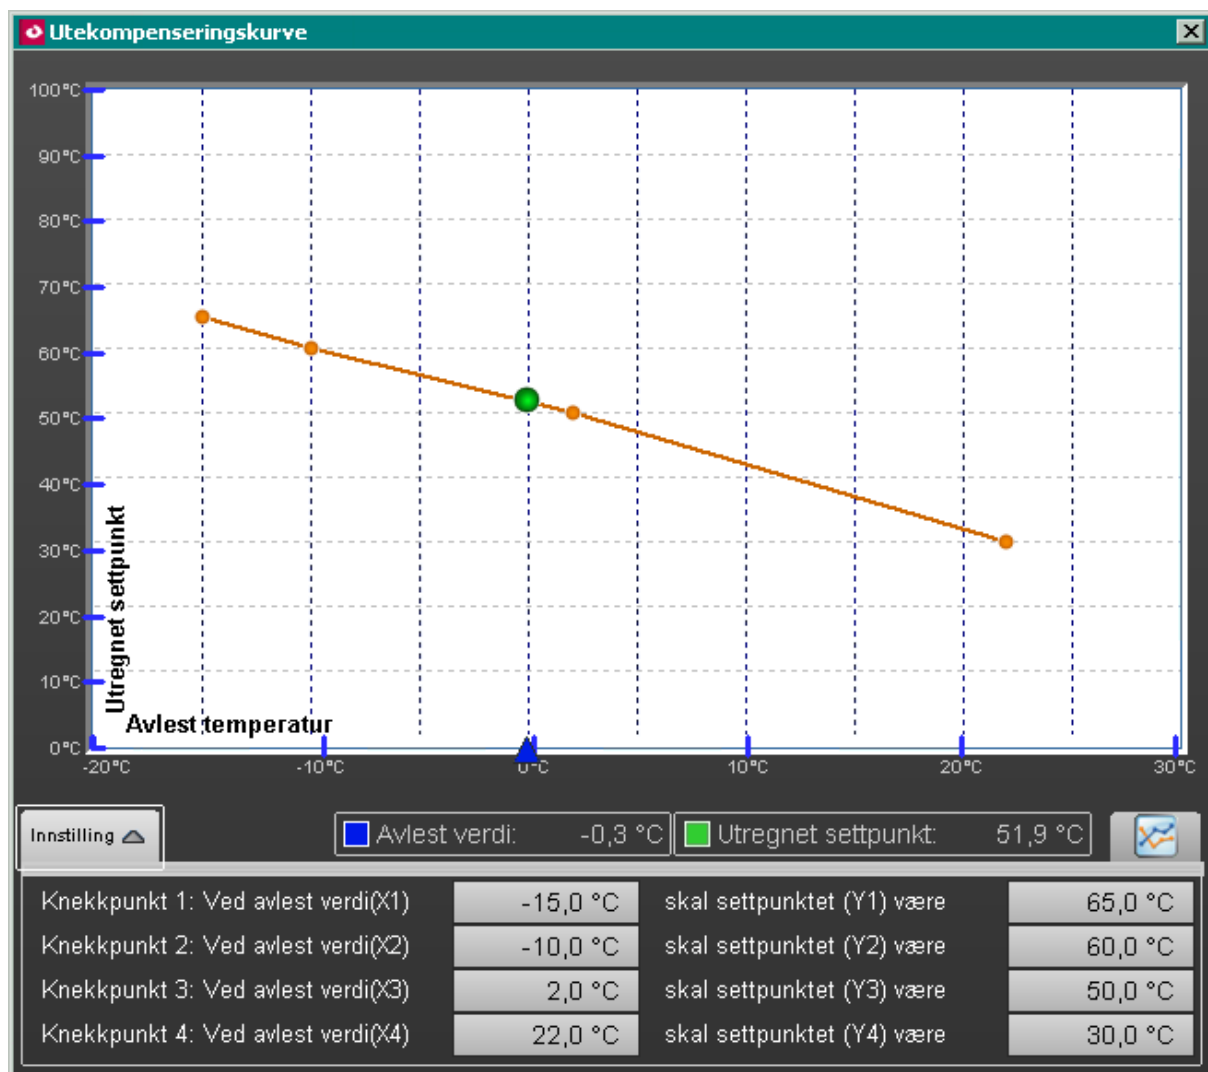 Utekompenseringskurve
100°C
90°C
80°C
70°C
60°C
50°C
40°C
30°C
20°C
10°C
0°C
Utregnet settpunkt
Avlest temperatur
-20°C -10°C 0°C 10°C 20°C 30°C
Innstilling
Avlest verdi: -0,3 °C Utregnet settpunkt: 51,9 °C
Knekkpunkt 1: Ved avlest verdi(X1) -15,0 °C skal settpunktet (Y1) være 65,0 °C
Knekkpunkt 2: Ved avlest verdi(X2) -10,0 °C skal settpunktet (Y2) være 60,0 °C
Knekkpunkt 3: Ved avlest verdi(X3) 2,0 °C skal settpunktet (Y3) være 50,0 °C
Knekkpunkt 4: Ved avlest verdi(X4) 22,0 °C skal settpunktet (Y4) være 30,0 °C